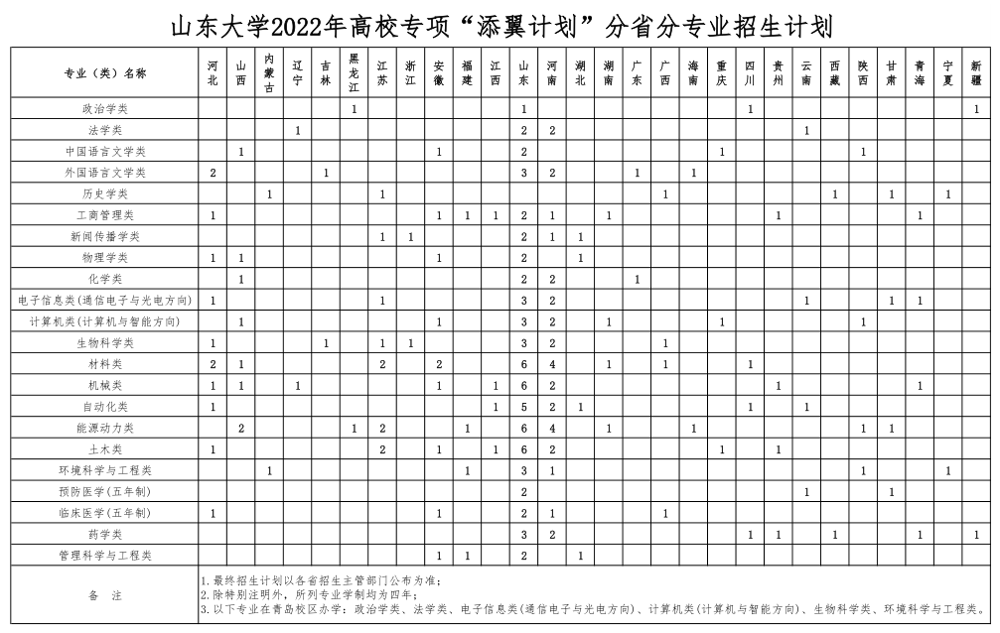 山东大学2022年高校专项“添翼计划”分省分专业招生计划
专业（类）名称 河北 山西 内蒙古 辽宁 吉林 黑龙江 江苏 浙江 安徽 福建 江西 山东 河南 湖北 湖南 广东 广西 海南 重庆 四川 贵州 云南 西藏 陕西 甘肃 青海 宁夏 新疆
政治学类 1 1 1 1
法学类 1 2 2 1
中国语言文学类 1 1 2 1 1
外国语言文学类 2 1 3 2 1 1
历史学类 1 1 1 1 1 1
工商管理类 1 1 1 1 2 1 1 1 1
新闻传播学类 1 1 2 1 1
物理学类 1 1 1 2 1
化学类 1 2 2 1
电子信息类(通信电子与光电方向) 1 1 3 2 1 1 1
计算机类(计算机与智能方向) 1 1 3 2 1 1 1
生物科学类 1 1 1 1 3 2 1
材料类 2 1 2 2 6 4 1 1 1
机械类 1 1 1 1 1 6 2 1 1
自动化类 1 1 5 2 1 1 1
能源动力类 2 1 2 1 6 4 1 1 1 1
土木类 1 2 1 1 6 2 1 1
环境科学与工程类 1 1 3 1 1 1
预防医学(五年制) 2 1 1
临床医学(五年制) 1 1 2 1 1
药学类 3 2 1 1 1 1 1
管理科学与工程类 1 1 2 1
备 注
1.最终招生计划以各省招生主管部门公布为准；
2.除特别注明外，所列专业学制均为四年；
3.以下专业在青岛校区办学：政治学类、法学类、电子信息类(通信电子与光电方向)、计算机类(计算机与智能方向)、生物科学类、环境科学与工程类。